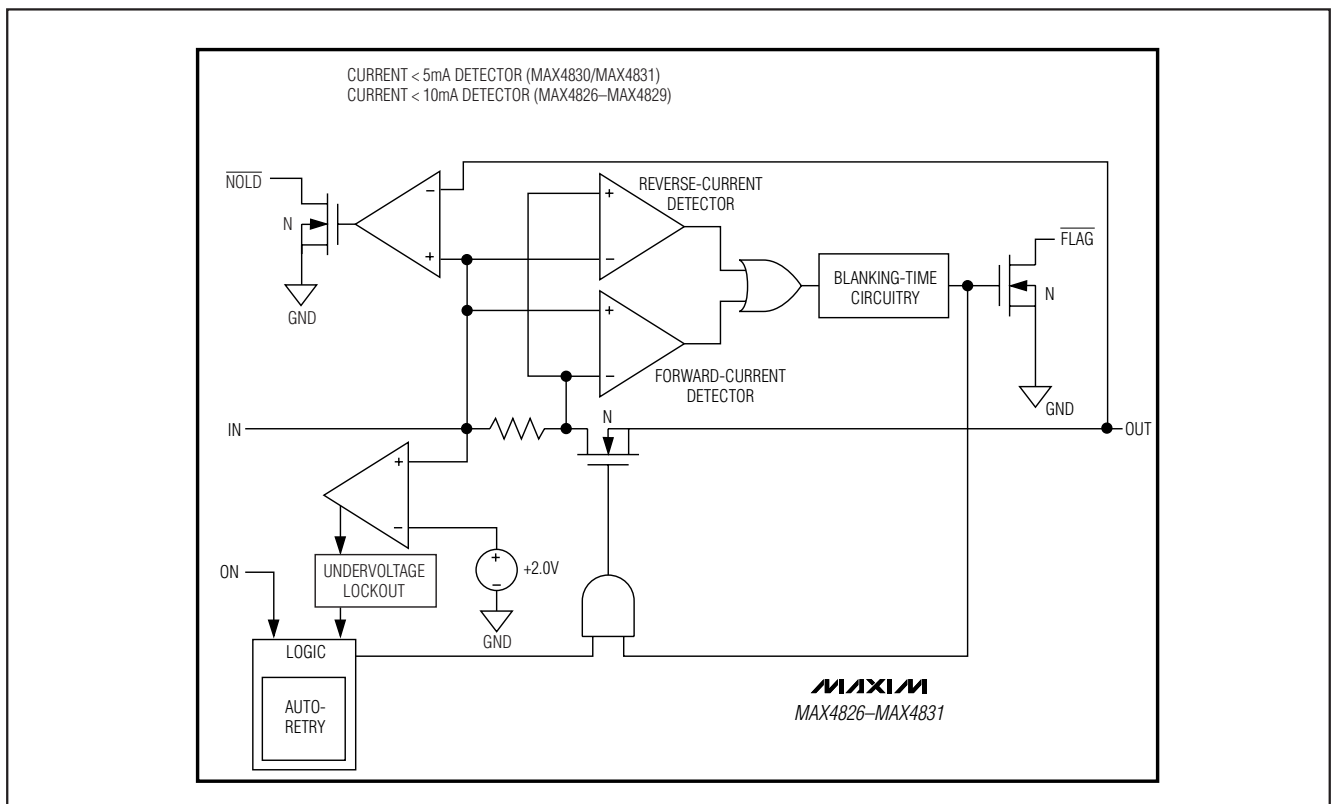 CURRENT < 5mA DETECTOR (MAX4830/MAX4831)
CURRENT < 10mA DETECTOR (MAX4826–MAX4829)
NOLD
N
GND
−
+
REVERSE-CURRENT
DETECTOR
+
−
+
−
FORWARD-CURRENT
DETECTOR
BLANKING-TIME
CIRCUITRY
FLAG
N
GND
IN
N
OUT
+
−
+
−
+2.0V
GND
ON
UNDERVOLTAGE
LOCKOUT
LOGIC
AUTO-
RETRY
MAXIM
MAX4826–MAX4831